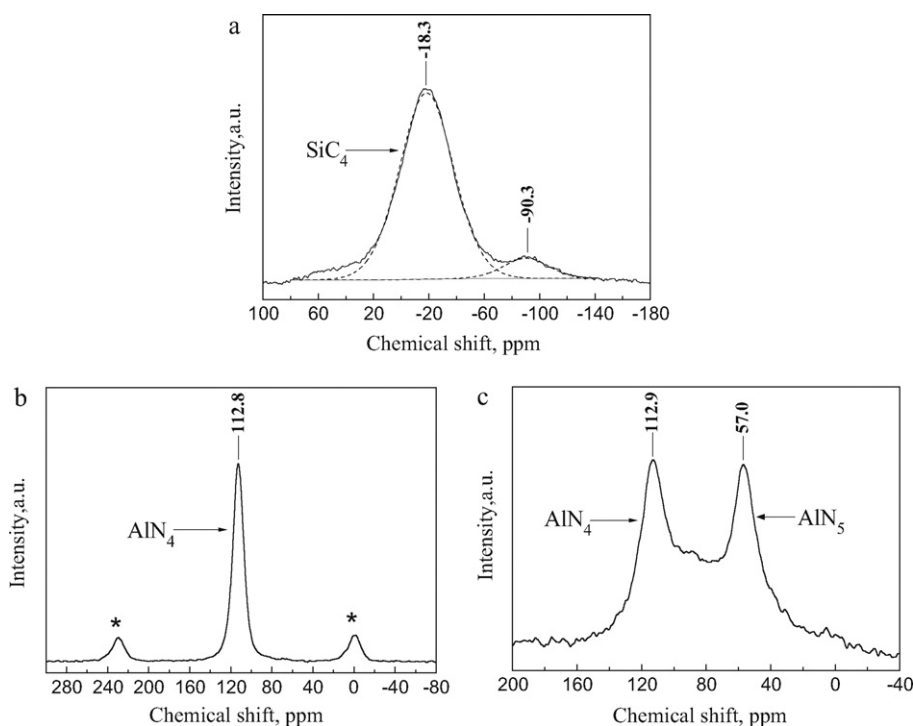 a
-18.3
-90.3
SiC4
Intensity,a.u.
100 60 20 -20 -60 -100 -140 -180
Chemical shift, ppm
b
112.8
*
*
AlN4
Intensity,a.u.
280 240 200 160 120 80 40 0 -40 -80
Chemical shift, ppm
c
112.9
57.0
AlN4
AlN5
Intensity,a.u.
200 160 120 80 40 0 -40
Chemical shift, ppm